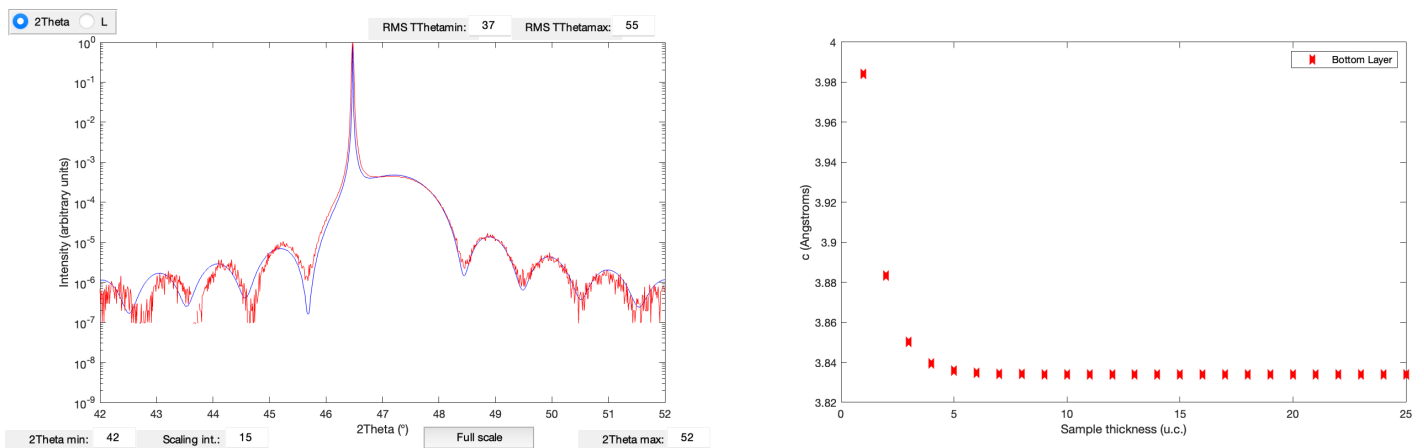 2Theta L
RMS TThetamin: 37 RMS TThetamax: 55
10^0
10^-1
10^-2
10^-3
10^-4
10^-5
10^-6
10^-7
10^-8
10^-9
Intensity (arbitrary units)
42 43 44 45 46 47 48 49 50 51 52
2Theta (°)
2Theta min: 42 Scaling int.: 15 Full scale 2Theta max: 52
4
3.98
3.96
3.94
3.92
3.9
3.88
3.86
3.84
3.82
c (Angstroms)
Bottom Layer
0 5 10 15 20 25
Sample thickness (u.c.)